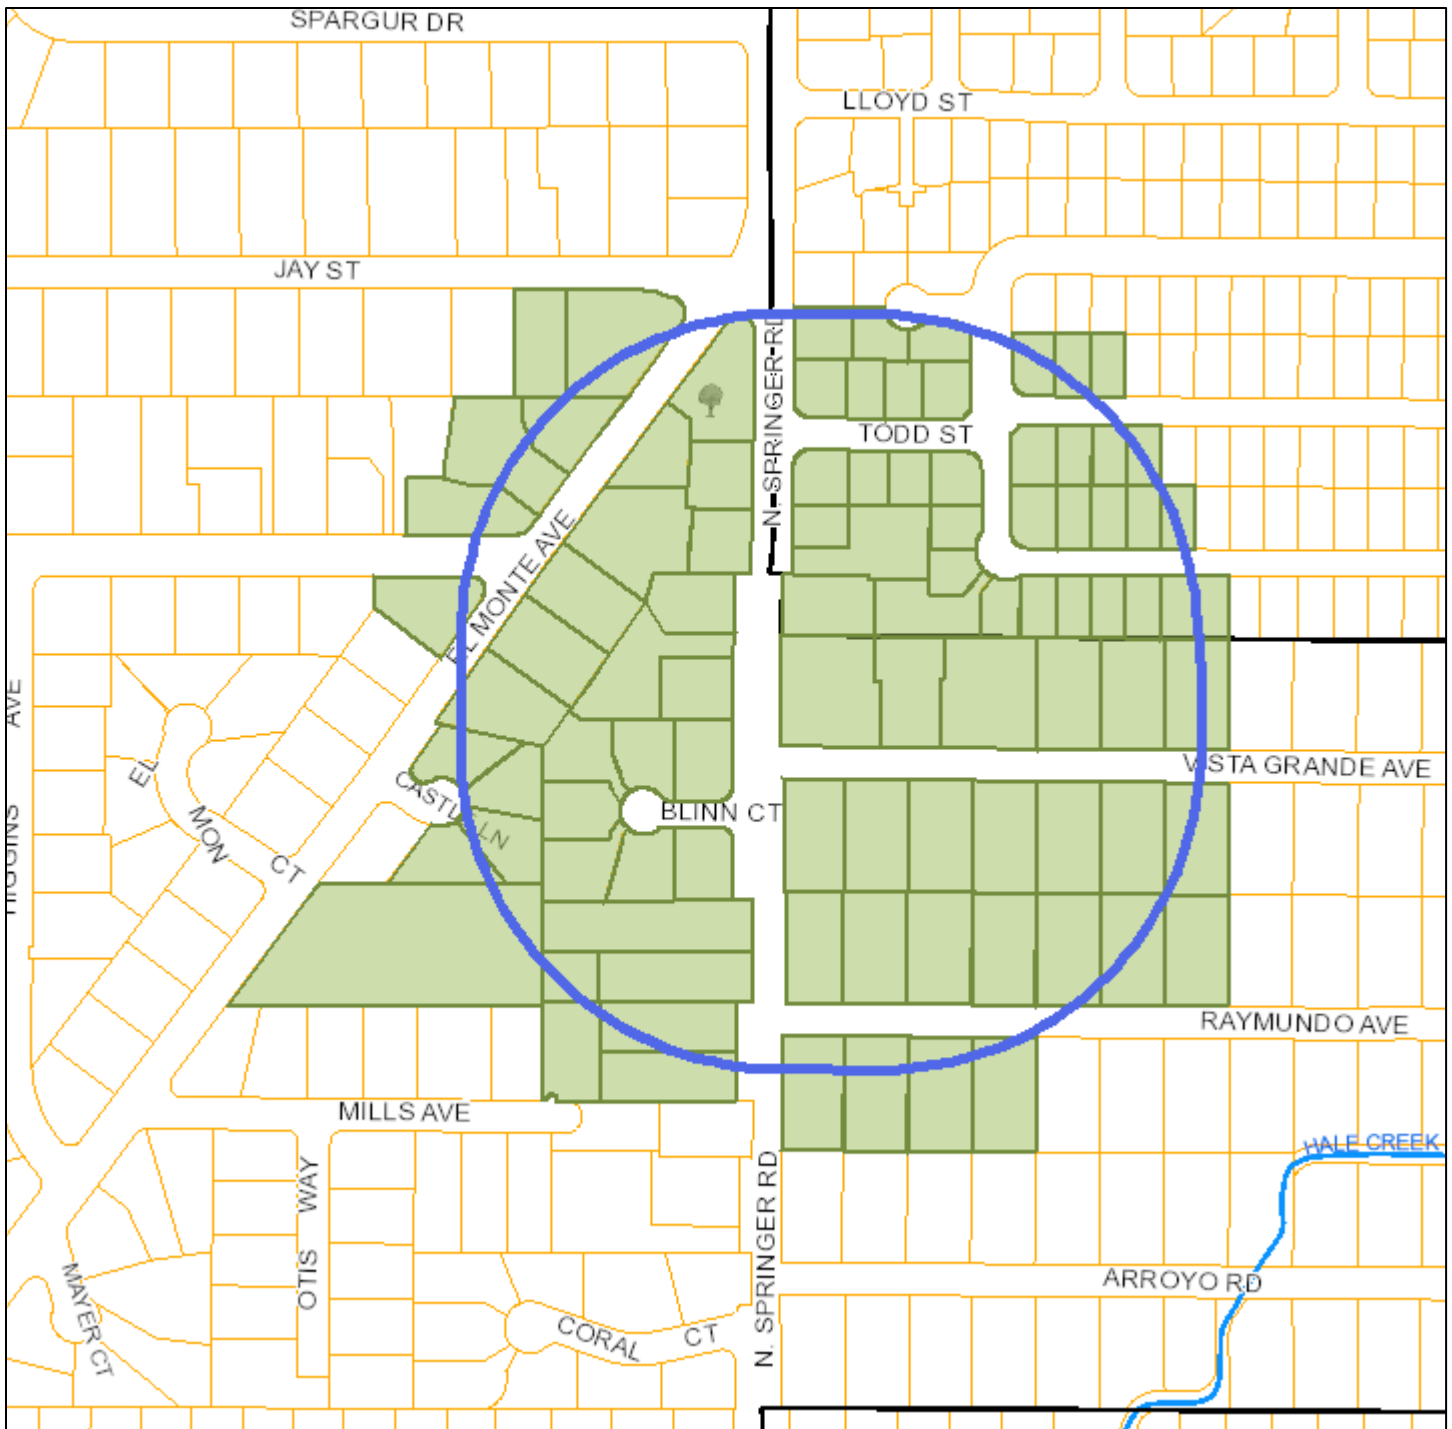 SPARGUR DR
LLOYD ST
JAY ST
N. SPRINGER RD
TODD ST
EL MONTE AVE
HIGGINS AVE
EL MON CT
CASTLE LN
BLINN CT
VISTA GRANDE AVE
RAYMUNDO AVE
MILLS AVE
HALE CREEK
OTIS WAY
N. SPRINGER RD
MAYER CT
ARROYO RD
CORAL CT